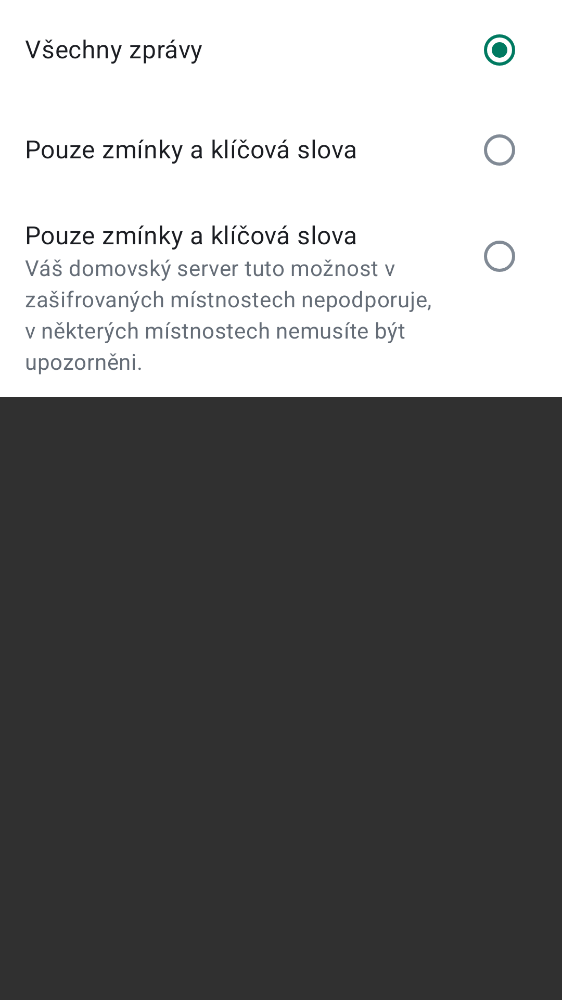 Všechny zprávy
Pouze zmínky a klíčová slova
Pouze zmínky a klíčová slova
Váš domovský server tuto možnost v
zašifrovaných místnostech nepodporuje,
v některých místnostech nemusíte být
upozorněni.